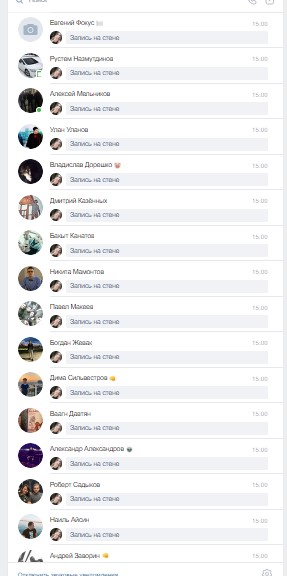 Поиск
Евгений Фокус
15:00
Запись на стене
Рустем Назмутдинов
15:00
Запись на стене
Алексей Мельников
15:00
Запись на стене
Улан Уланов
15:00
Запись на стене
Владислав Дорешко
15:00
Запись на стене
Дмитрий Казённых
15:00
Запись на стене
Бакыт Канатов
15:00
Запись на стене
Никита Мамонтов
15:00
Запись на стене
Павел Макеев
15:00
Запись на стене
Богдан Жевак
15:00
Запись на стене
Дима Сильвестров
15:00
Запись на стене
Ваагн Давтян
15:00
Запись на стене
Александр Александров
15:00
Запись на стене
Роберт Садыков
15:00
Запись на стене
Наиль Айсин
15:00
Запись на стене
Андрей Заворин
15:00
Отключить звуковые уведомления